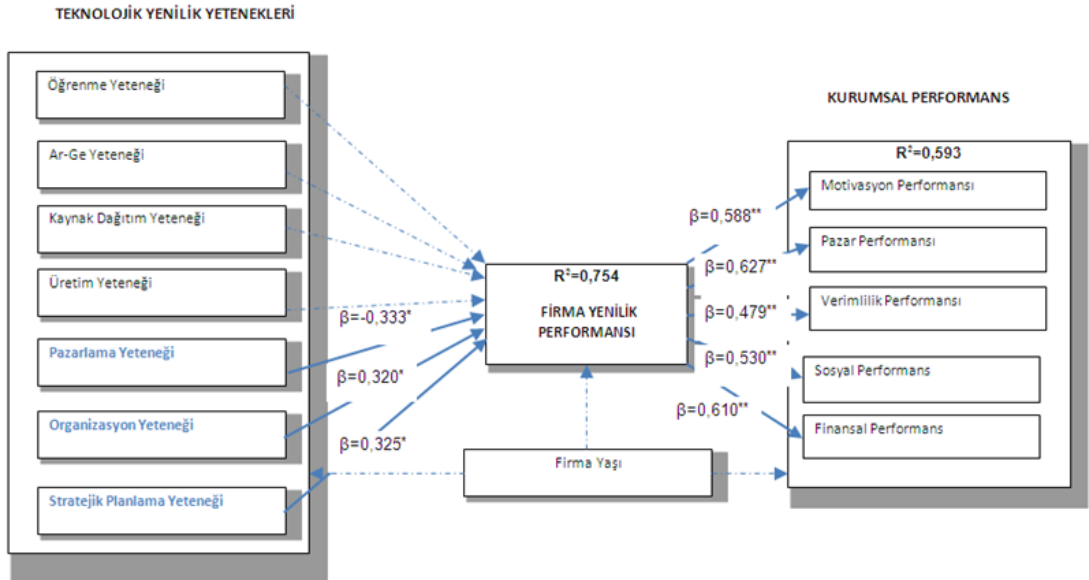 TEKNOLOJİK YENİLİK YETENEKLERİ
Öğrenme Yeteneği
Ar-Ge Yeteneği
Kaynak Dağıtım Yeteneği
Üretim Yeteneği
Pazarlama Yeteneği
Organizasyon Yeteneği
Stratejik Planlama Yeteneği
β=-0,333*
β=0,320*
β=0,325*
R²=0,754
FİRMA YENİLİK
PERFORMANSI
Firma Yaşı
β=0,588**
β=0,627**
β=0,479**
β=0,530**
β=0,610**
KURUMSAL PERFORMANS
R²=0,593
Motivasyon Performansı
Pazar Performansı
Verimlilik Performansı
Sosyal Performans
Finansal Performans